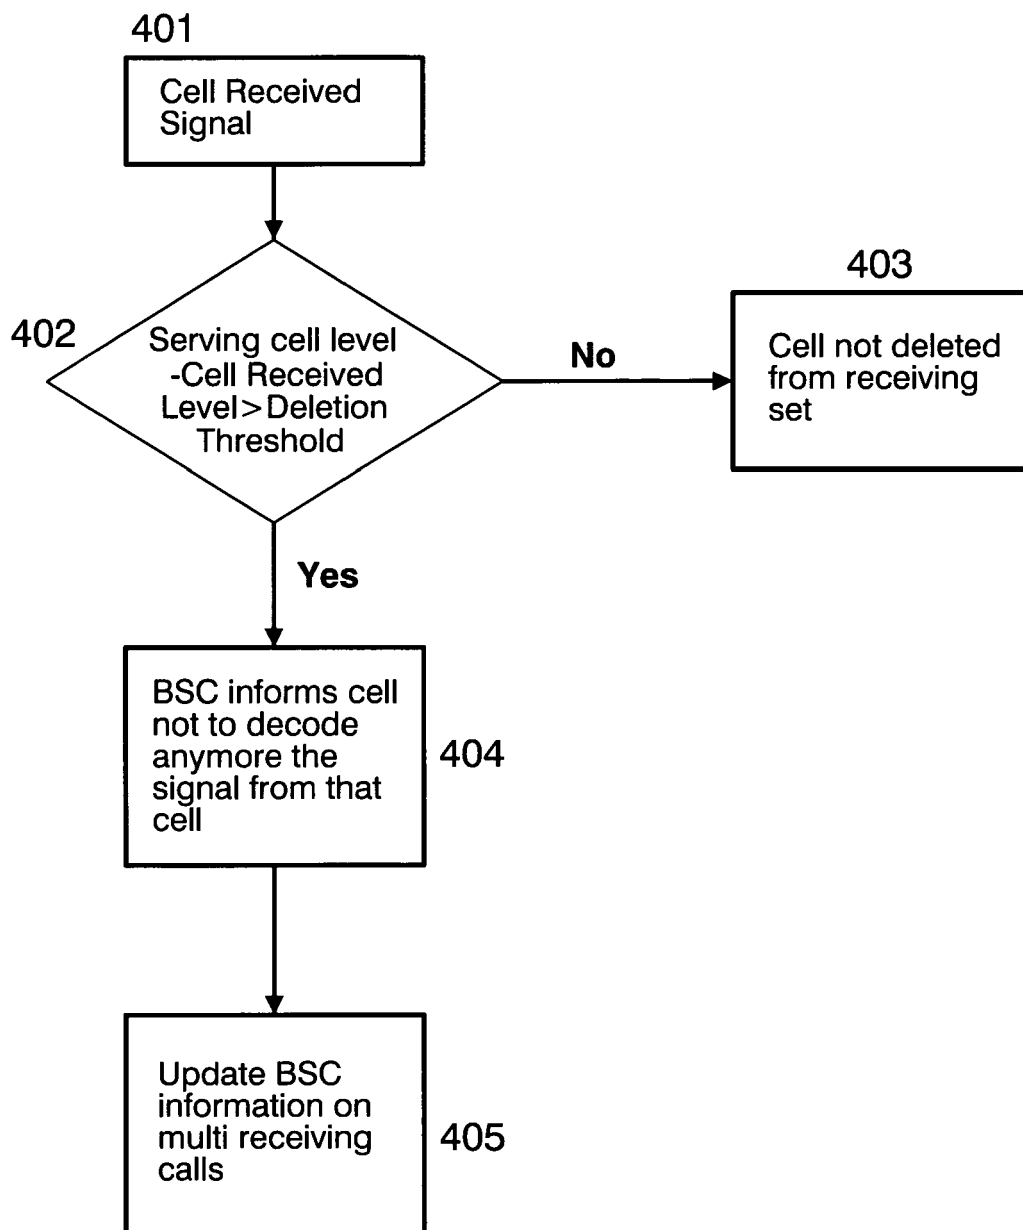 401
Cell Received
Signal
402
Serving cell level
-Cell Received
Level>Deletion
Threshold
No
403
Cell not deleted
from receiving
set
Yes
BSC informs cell
not to decode
anymore the
signal from that
cell
404
Update BSC
information on
multi receiving
calls
405